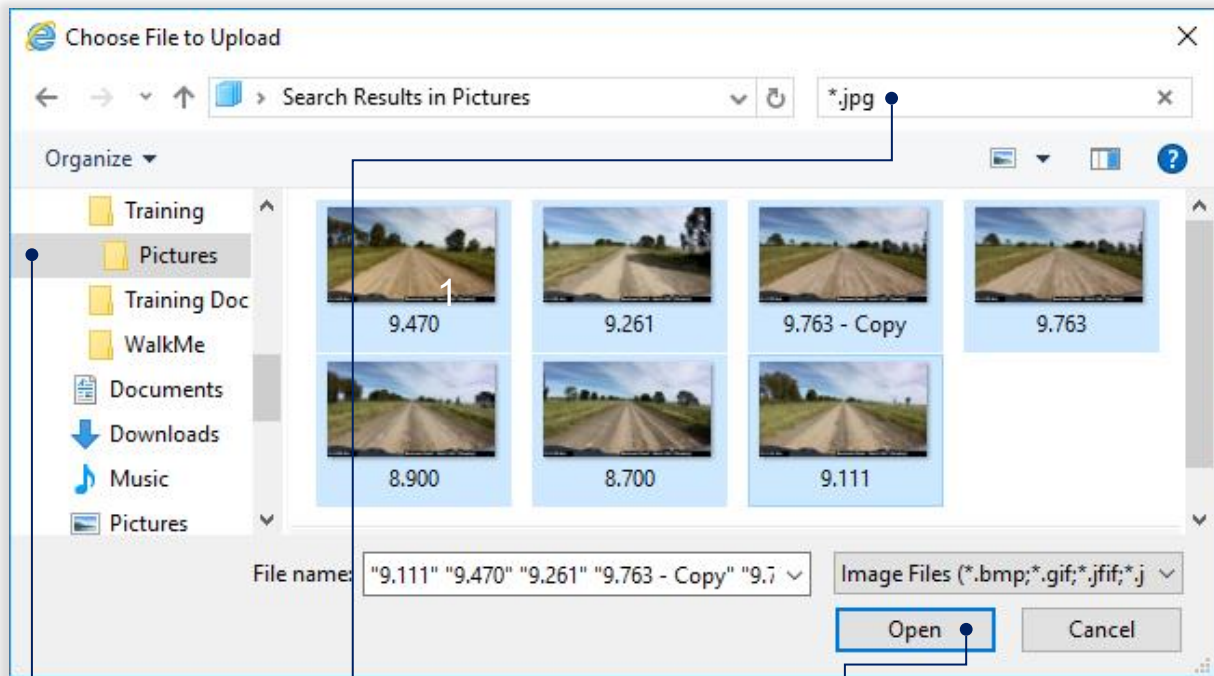 Choose File to Upload
Search Results in Pictures
*.jpg
Organize
Training
Pictures
Training Doc
WalkMe
Documents
Downloads
Music
Pictures
1
9.470
9.261
9.763 - Copy
9.763
8.900
8.700
9.111
File name: "9.111" "9.470" "9.261" "9.763 - Copy" "9.7
Image Files (*.bmp;*.gif;*.jfif;*.j
Open
Cancel